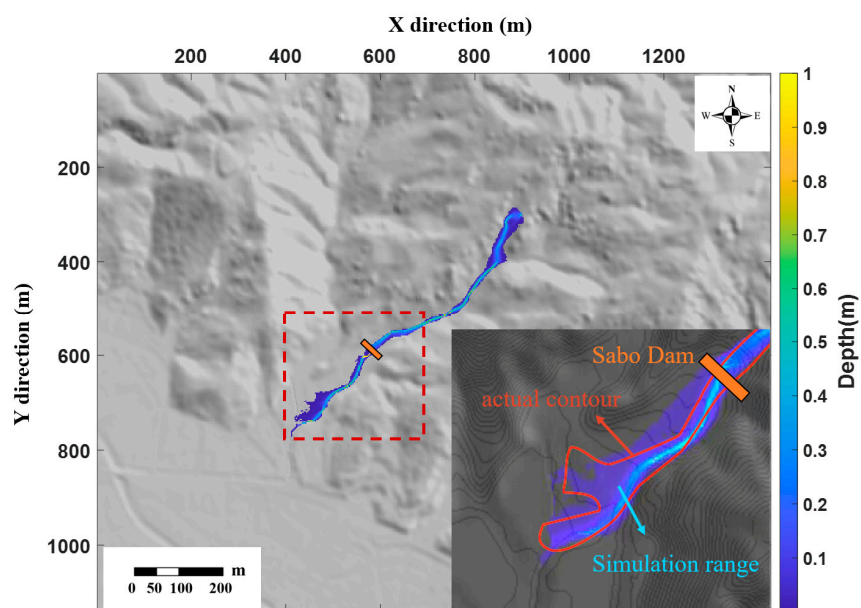 X direction (m)
200 400 600 800 1000 1200
Y direction (m)
200
400
600
800
1000
N
W E
S
1
0.9
0.8
0.7
0.6
0.5
0.4
0.3
0.2
0.1
Depth(m)
Sabo Dam
actual contour
Simulation range
m
0 50 100 200